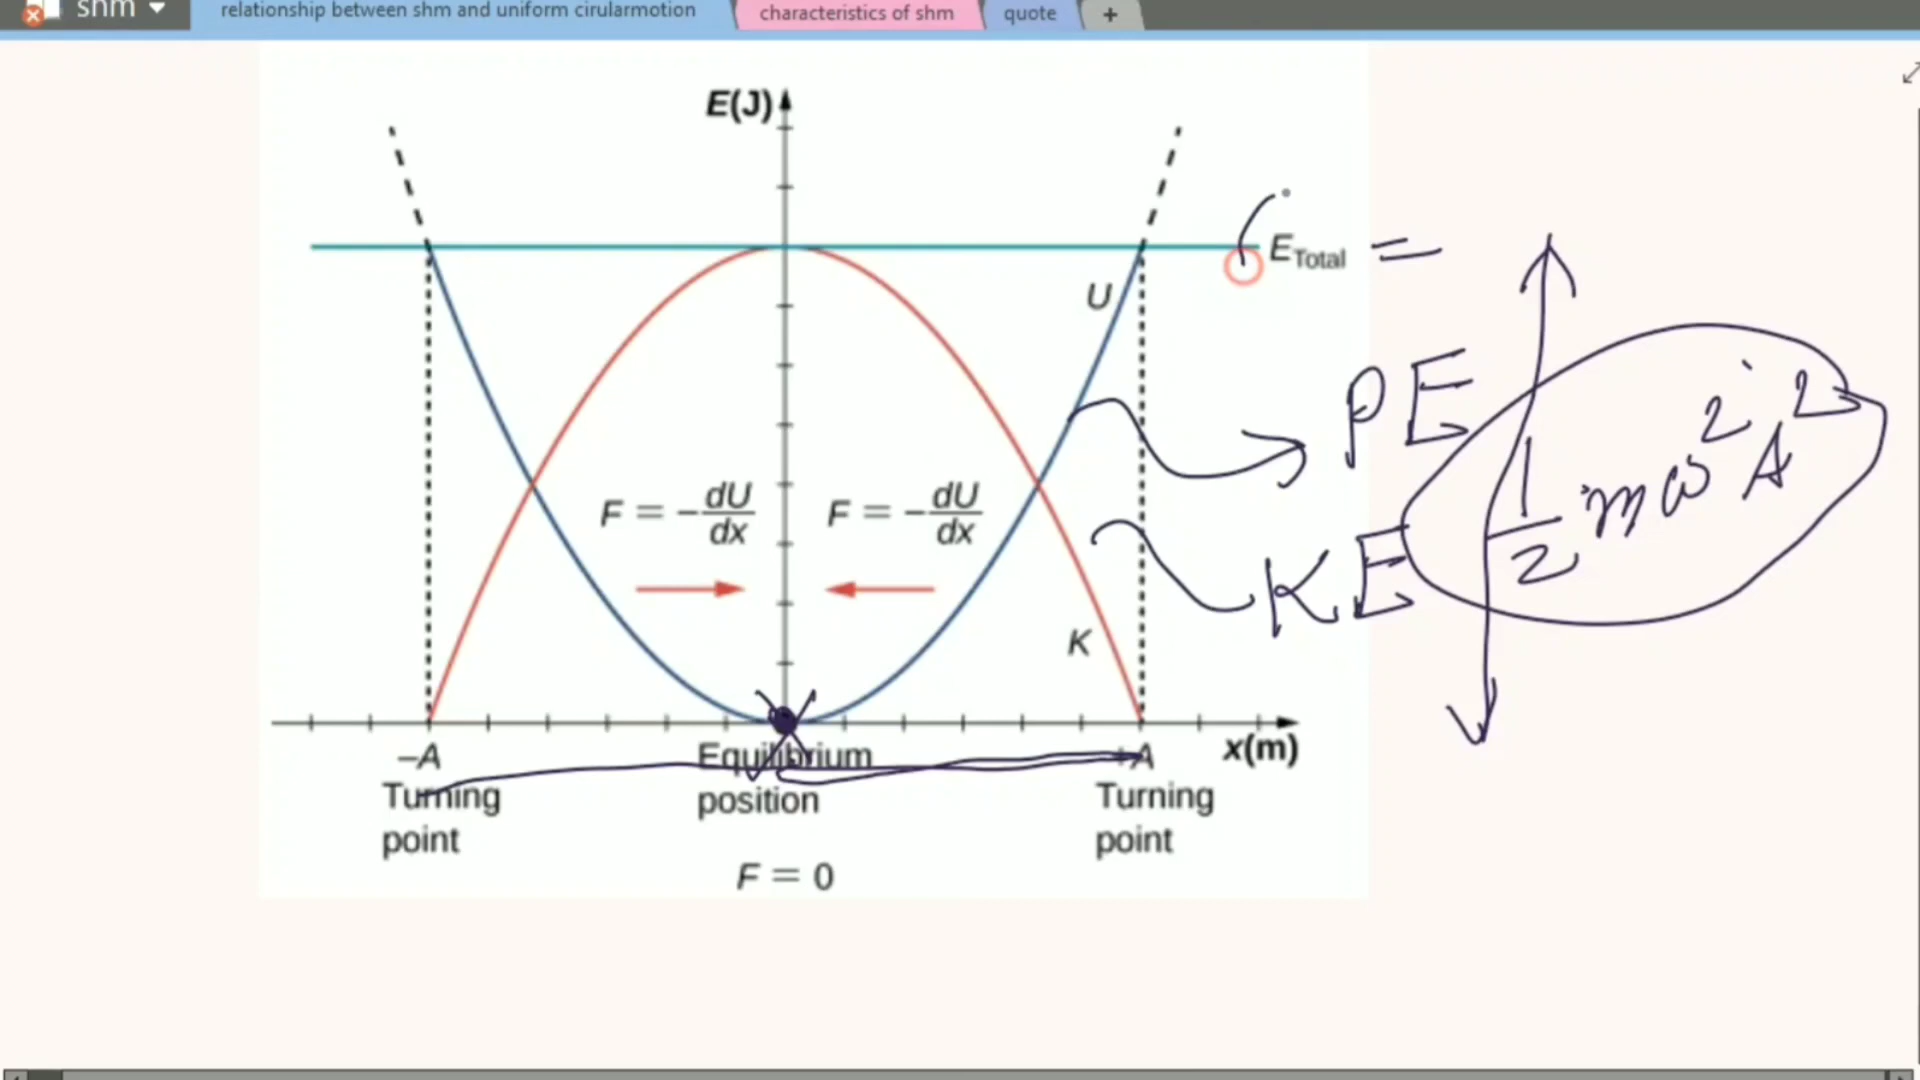 shm
relationship between shm and uniform cirularmotion
characteristics of shm
quote
+
E(J)
E Total =
U
PE
1/2 mω²A²
F = −dU/dx
F = −dU/dx
KE
K
−A
Equilibrium
position
+A
x(m)
Turning
point
Turning
point
F = 0